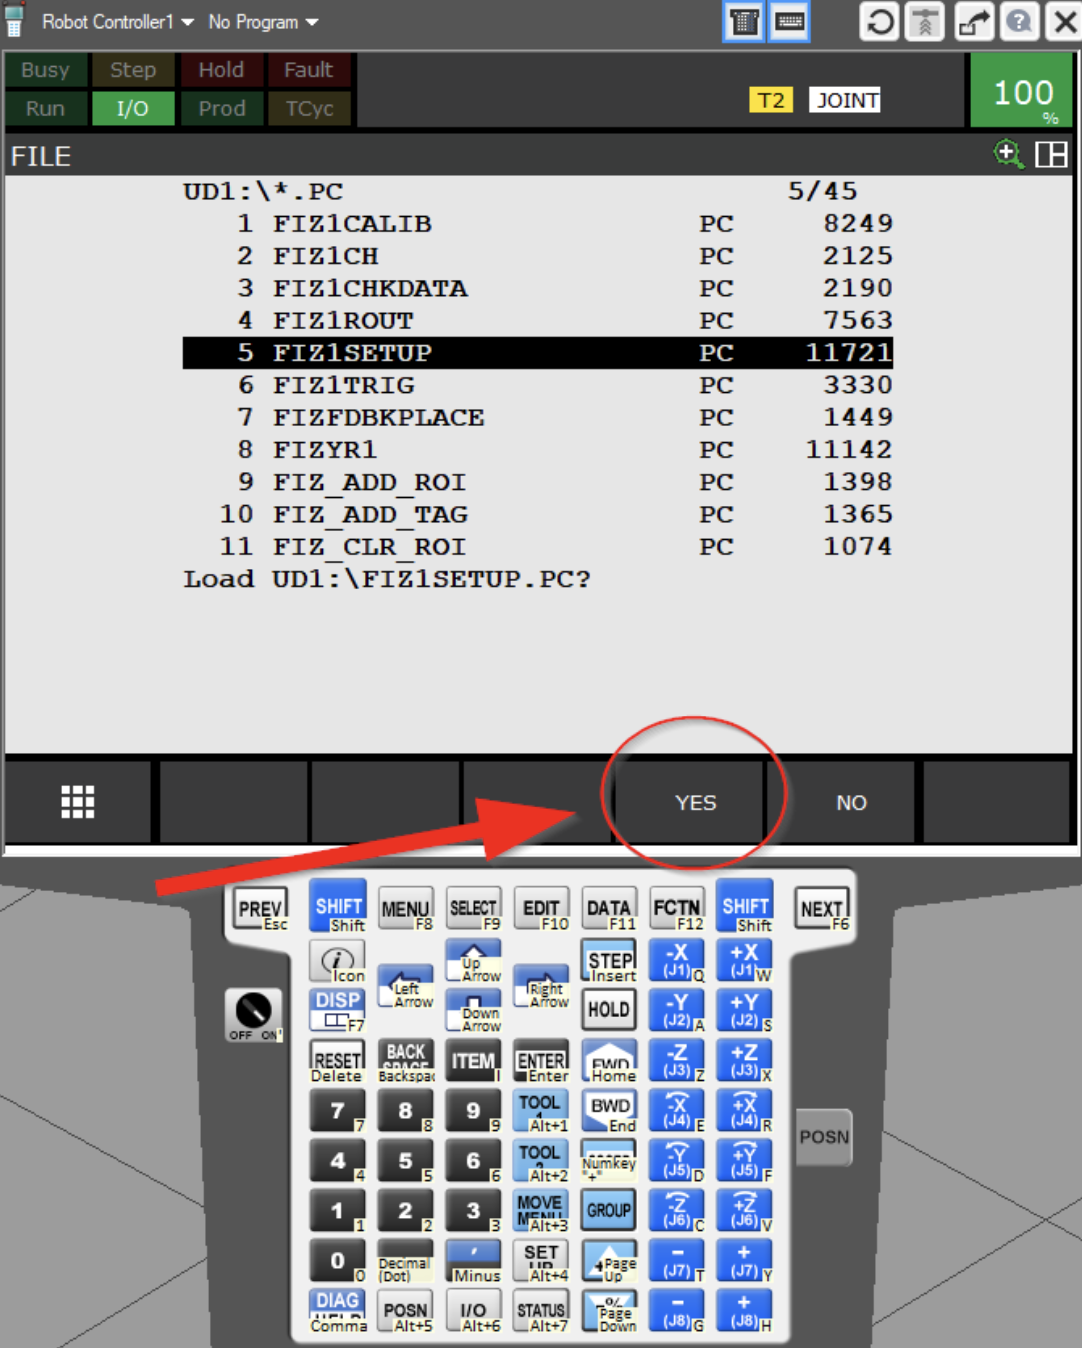 Robot Controller1 No Program
Busy Step Hold Fault
Run I/O Prod TCyc
T2 JOINT 100 %
FILE
UD1:\*.PC 5/45
1 FIZ1CALIB PC 8249
2 FIZ1CH PC 2125
3 FIZ1CHKDATA PC 2190
4 FIZ1ROUT PC 7563
5 FIZ1SETUP PC 11721
6 FIZ1TRIG PC 3330
7 FIZFDBKPLACE PC 1449
8 FIZYR1 PC 11142
9 FIZ_ADD_ROI PC 1398
10 FIZ_ADD_TAG PC 1365
11 FIZ_CLR_ROI PC 1074
Load UD1:\FIZ1SETUP.PC?
YES NO
PREV Esc SHIFT Shift MENU F8 SELECT F9 EDIT F10 DATA F11 FCTN F12 SHIFT Shift NEXT F6
i Icon Left Arrow Up Arrow Right Arrow STEP Insert -X (J1) Q +X (J1) W
OFF ON DISP F7 Down Arrow HOLD -Y (J2) A +Y (J2) S
RESET Delete BACK Backspac ITEM I ENTER Enter FWD Home -Z (J3) Z +Z (J3) X
7 7 8 8 9 9 TOOL 1 Alt+1 BWD End -X (J4) E +X (J4) R
POSN
4 4 5 5 6 6 TOOL 2 Alt+2 Numkey "+" -Y (J5) D +Y (J5) F
1 1 2 2 3 3 MOVE MENU Alt+3 GROUP -Z (J6) C +Z (J6) V
0 0 Decimal (Dot) , Minus SET UP Alt+4 + Page Up - (J7) T + (J7) Y
DIAG Comma POSN Alt+5 I/O Alt+6 STATUS Alt+7 % Page Down - (J8) G + (J8) H